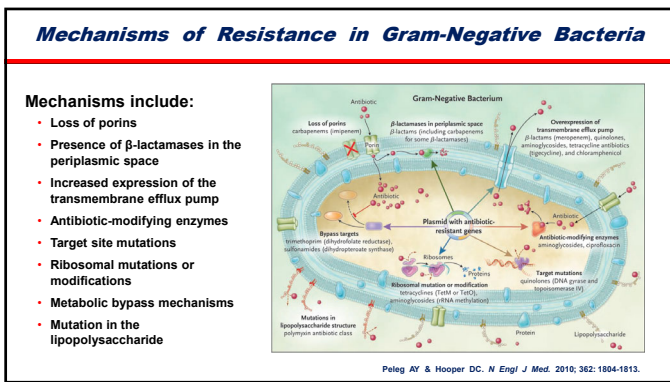 Mechanisms of Resistance in Gram-Negative Bacteria
Mechanisms include:
• Loss of porins
• Presence of β-lactamases in the
periplasmic space
• Increased expression of the
transmembrane efflux pump
• Antibiotic-modifying enzymes
• Target site mutations
• Ribosomal mutations or
modifications
• Metabolic bypass mechanisms
• Mutation in the
lipopolysaccharide
Gram-Negative Bacterium
Antibiotic
Loss of porins
carbapenems (imipenem)
Porin
β-lactamases in periplasmic space
β-lactams (including carbapenems
for some β-lactamases)
Overexpression of
transmembrane efflux pump
β-lactams (meropenem), quinolones,
aminoglycosides, tetracycline antibiotics
(tigecycline), and chloramphenicol
Antibiotic
Antibiotic
Bypass targets
trimethoprim (dihydrofolate reductase),
sulfonamides (dihydropteroate synthase)
Plasmid with antibiotic-
resistant genes
Antibiotic-modifying enzymes
aminoglycosides, ciprofloxacin
Ribosomes
Proteins
Ribosomal mutation or modification
tetracyclines (TetM or TetO),
aminoglycosides (rRNA methylation)
Target mutations
quinolones (DNA gyrase and
topoisomerase IV)
Mutations in
lipopolysaccharide structure
polymyxin antibiotic class
Protein
Lipopolysaccharide
Peleg AY & Hooper DC. N Engl J Med. 2010; 362: 1804-1813.